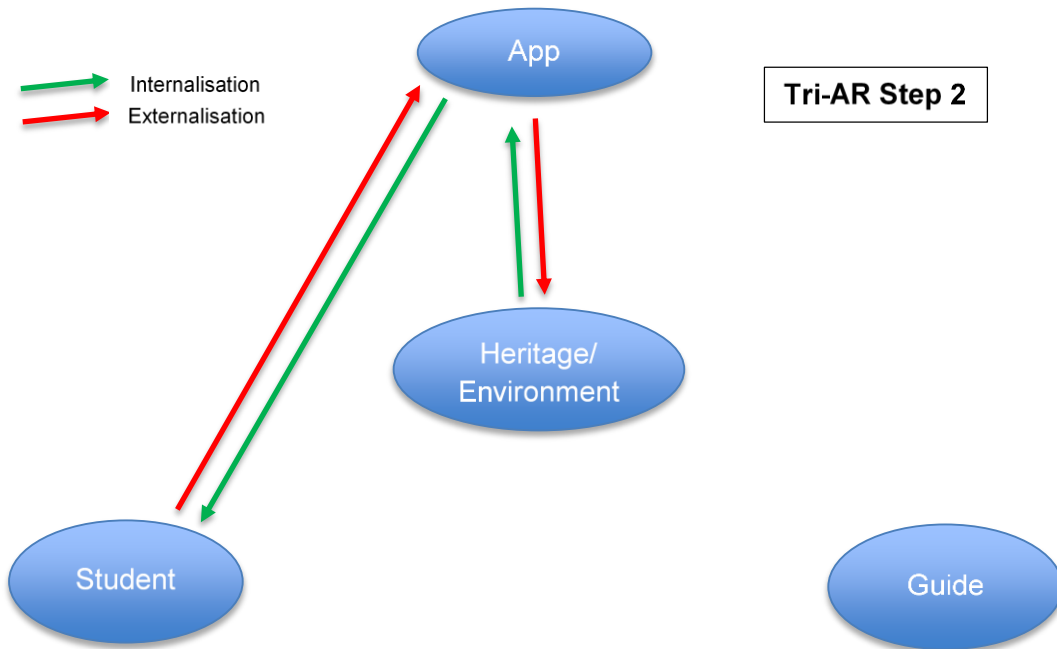 App
Internalisation
Externalisation
Tri-AR Step 2
Heritage/
Environment
Student
Guide